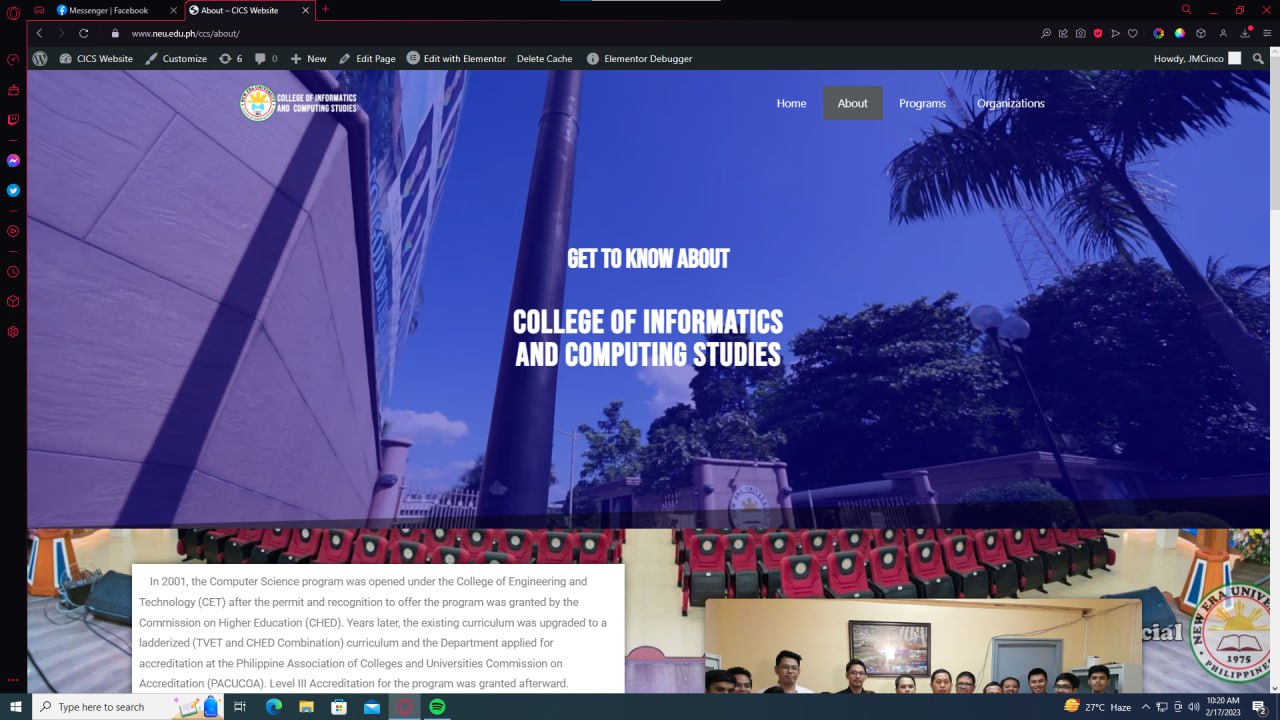 Messenger | Facebook
About – CICS Website
www.neu.edu.ph/ccs/about/
CICS Website
Customize
6
0
New
Edit Page
Edit with Elementor
Delete Cache
Elementor Debugger
Howdy, JMCinco
COLLEGE OF INFORMATICS
AND COMPUTING STUDIES
Home
About
Programs
Organizations
GET TO KNOW ABOUT
COLLEGE OF INFORMATICS
AND COMPUTING STUDIES
In 2001, the Computer Science program was opened under the College of Engineering and
Technology (CET) after the permit and recognition to offer the program was granted by the
Commission on Higher Education (CHED). Years later, the existing curriculum was upgraded to a
ladderized (TVET and CHED Combination) curriculum and the Department applied for
accreditation at the Philippine Association of Colleges and Universities Commission on
Accreditation (PACUCOA). Level III Accreditation for the program was granted afterward.
cial
NEW ERA UNIVE
1975
PHILIPPINE
Type here to search
27°C Haze
10:20 AM
2/17/2023
2